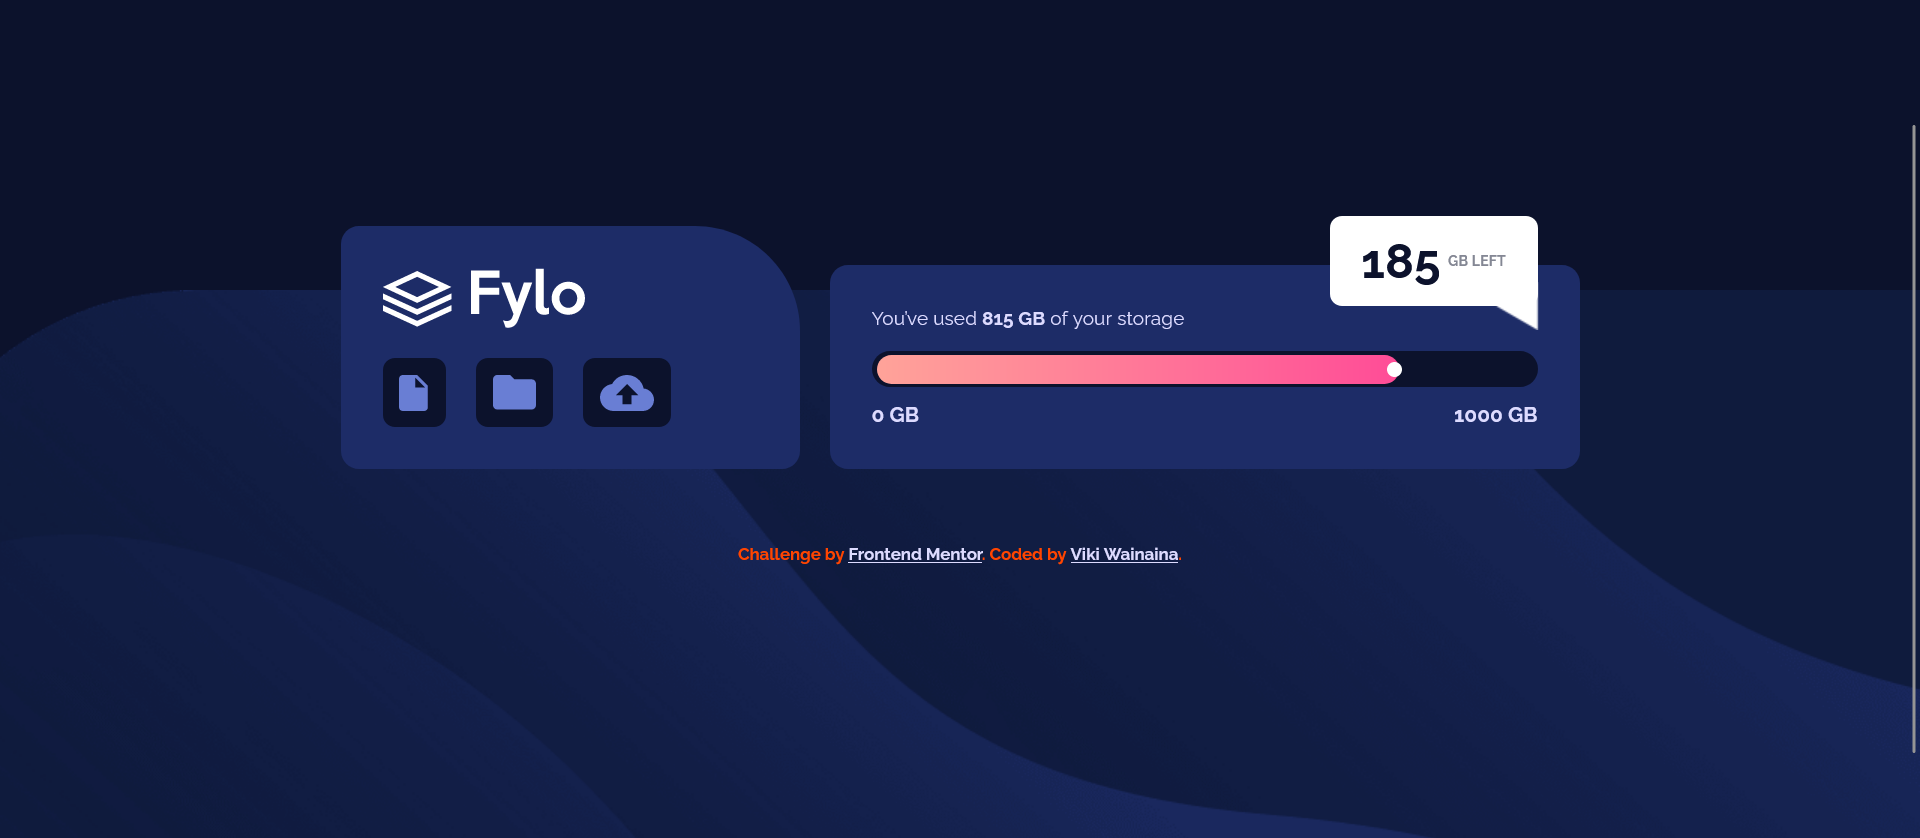 Fylo
185 GB LEFT
You've used 815 GB of your storage
0 GB
1000 GB
Challenge by Frontend Mentor. Coded by Viki Wainaina.